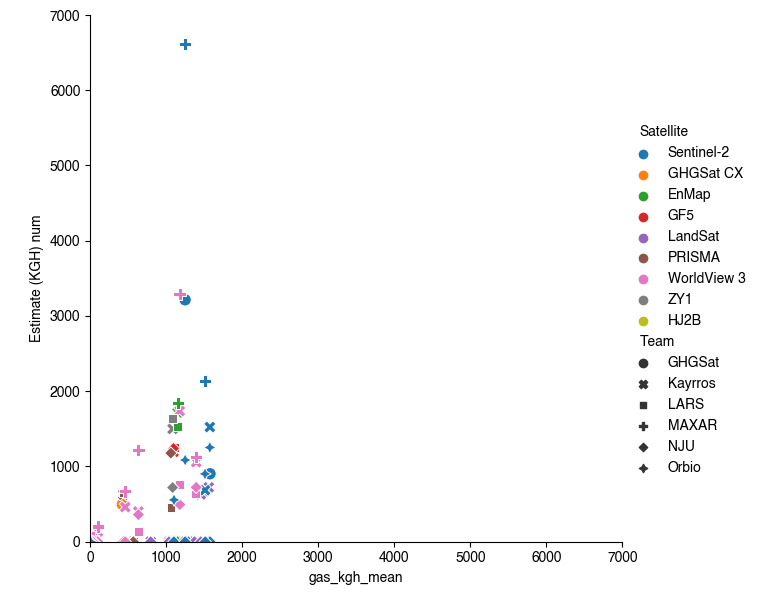 7000
6000
5000
4000
3000
2000
1000
0
Estimate (KGH) num
0 1000 2000 3000 4000 5000 6000 7000
gas_kgh_mean
Satellite
Sentinel-2
GHGSat CX
EnMap
GF5
LandSat
PRISMA
WorldView 3
ZY1
HJ2B
Team
GHGSat
Kayrros
LARS
MAXAR
NJU
Orbio